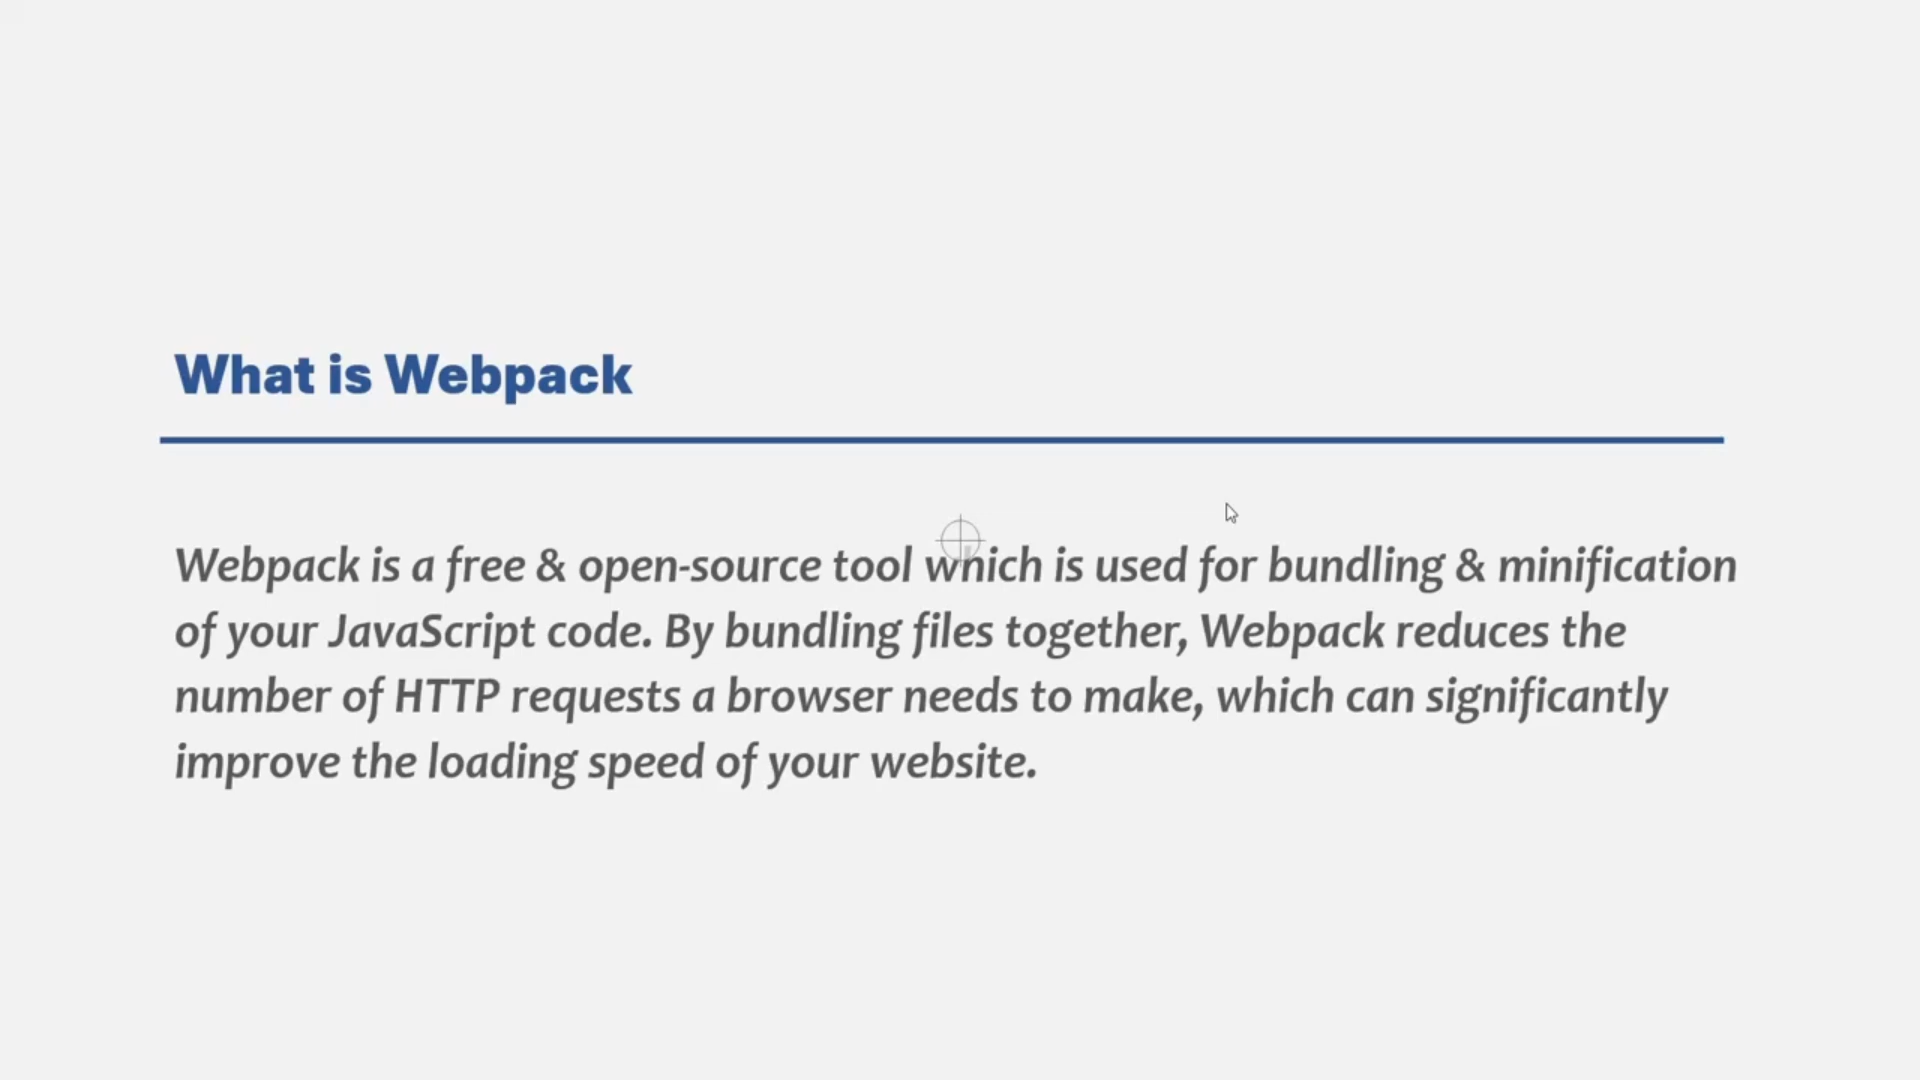 What is Webpack
Webpack is a free & open-source tool which is used for bundling & minification
of your JavaScript code. By bundling files together, Webpack reduces the
number of HTTP requests a browser needs to make, which can significantly
improve the loading speed of your website.